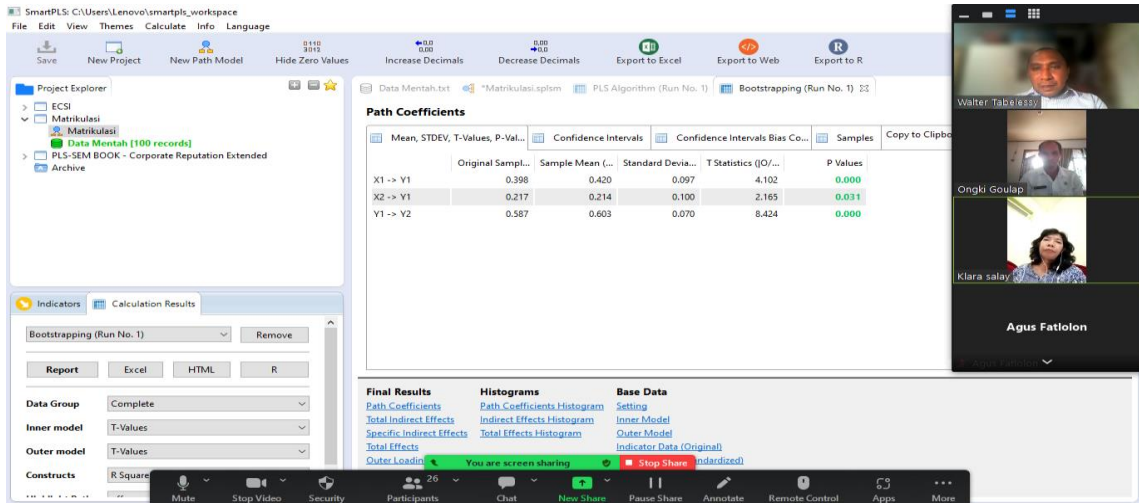 SmartPLS: C:\Users\Lenovo\smartpls_workspace
File Edit View Themes Calculate Info Language
Save New Project New Path Model Hide Zero Values Increase Decimals Decrease Decimals Export to Excel Export to Web Export to R
Project Explorer
ECSI
Matrikulasi
Matrikulasi
Data Mentah [100 records]
PLS-SEM BOOK - Corporate Reputation Extended
Archive
Data Mentah.txt *Matrikulasi.splsm PLS Algorithm (Run No. 1) Bootstrapping (Run No. 1)
Path Coefficients
Mean, STDEV, T-Values, P-Val... Confidence Intervals Confidence Intervals Bias Co... Samples Copy to Clipbo
Original Sampl... Sample Mean (... Standard Devia... T Statistics (|O/... P Values
X1 -> Y1 0.398 0.420 0.097 4.102 0.000
X2 -> Y1 0.217 0.214 0.100 2.165 0.031
Y1 -> Y2 0.587 0.603 0.070 8.424 0.000
Walter Tabelessy
Ongki Goulap
Klara salay
Agus Fatlolon
Agus Fatlolon
Indicators Calculation Results
Bootstrapping (Run No. 1) Remove
Report Excel HTML R
Data Group Complete
Inner model T-Values
Outer model T-Values
Constructs R Square
Final Results Histograms Base Data
Path Coefficients Path Coefficients Histogram Setting
Total Indirect Effects Indirect Effects Histogram Inner Model
Specific Indirect Effects Total Effects Histogram Outer Model
Total Effects Indicator Data (Original)
Outer Loadin ndardized)
You are screen sharing Stop Share
26
Mute Stop Video Security Participants Chat New Share Pause Share Annotate Remote Control Apps More